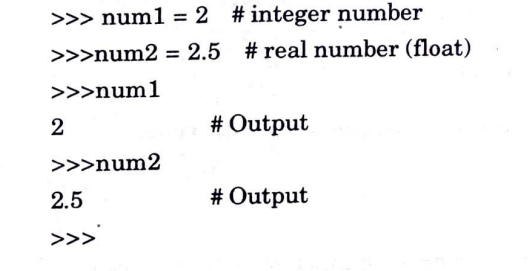 >>> num1 = 2 # integer number
>>>num2 = 2.5 # real number (float)
>>>num1
2 # Output
>>>num2
2.5 # Output
>>>